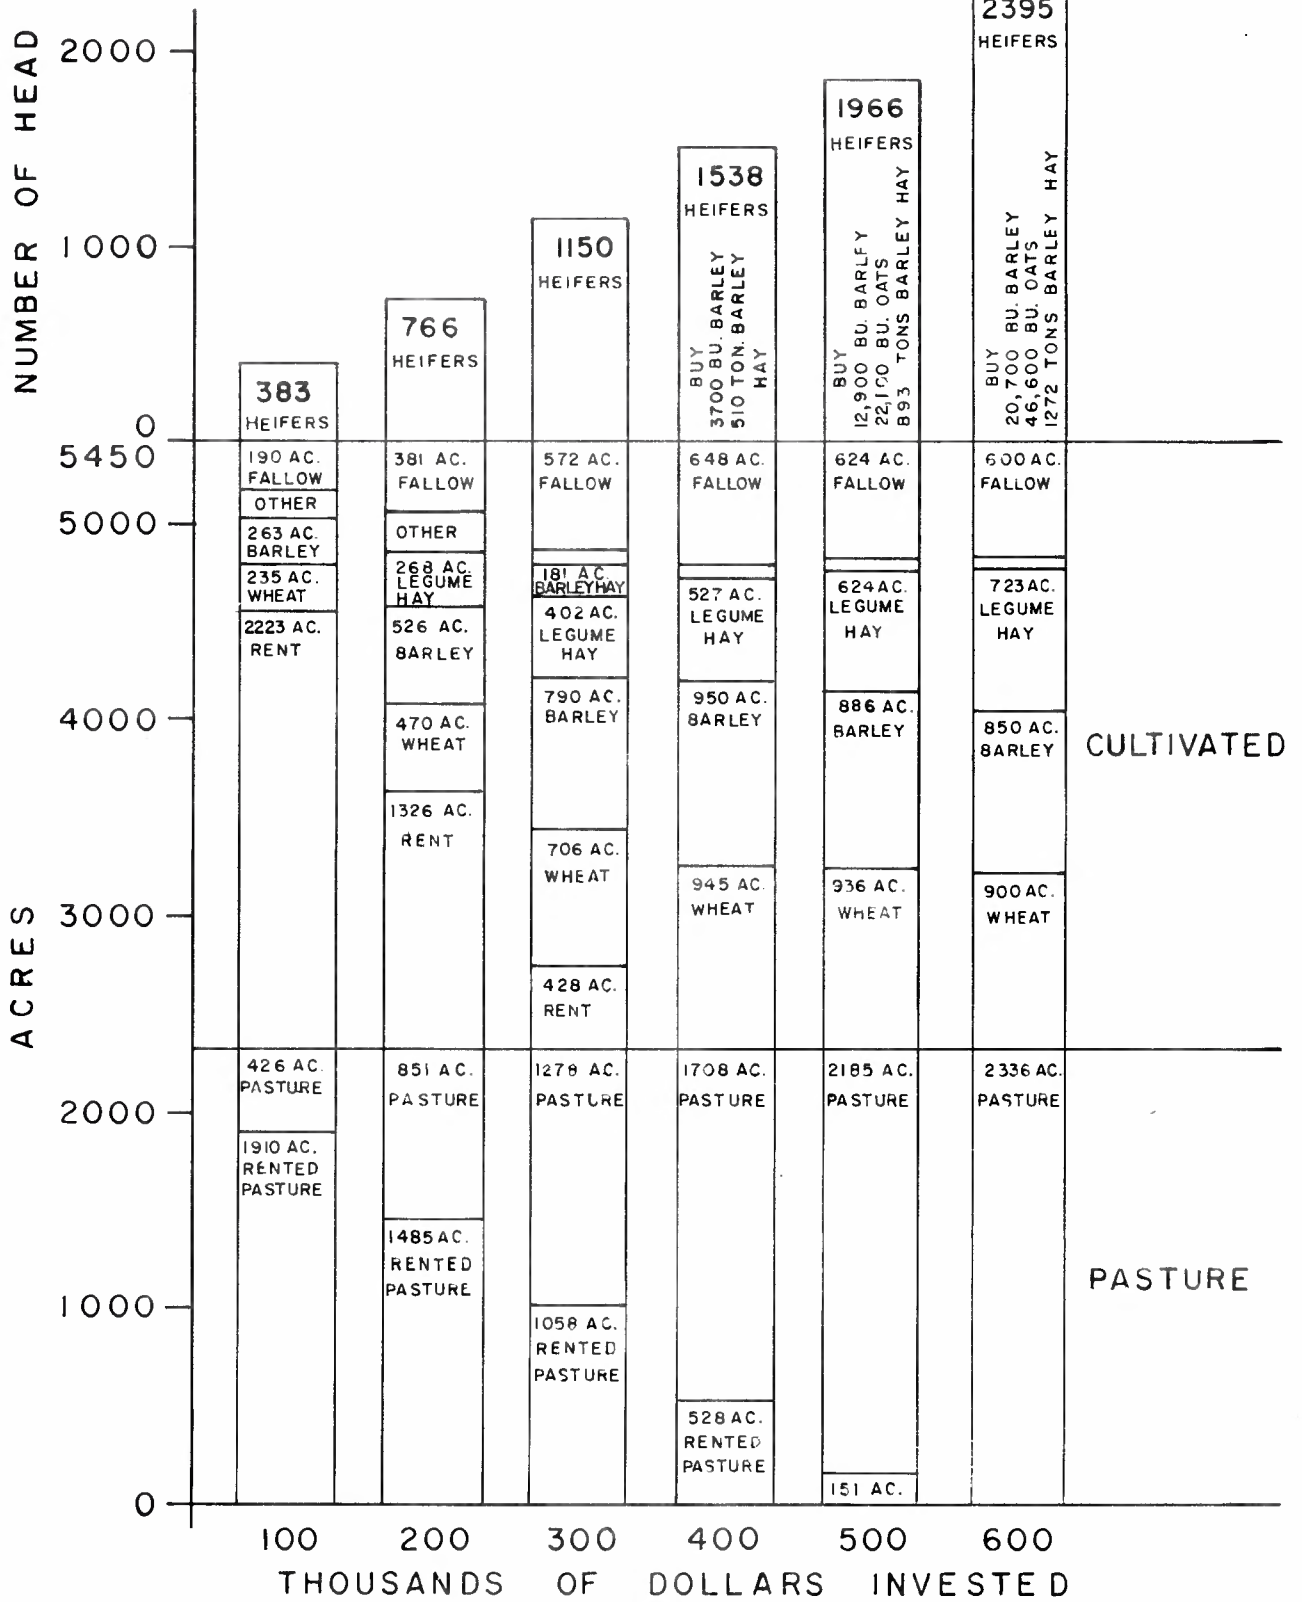 NUMBER OF HEAD
2000
1000
0
383
HEIFERS
766
HEIFERS
1150
HEIFERS
1538
HEIFERS
BUY
3700 BU. BARLEY
510 TON. BARLEY
HAY
1966
HEIFERS
BUY
12,900 BU. BARLEY
22,100 BU. OATS
893 TONS BARLEY HAY
2395
HEIFERS
BUY
20,700 BU. BARLEY
46,600 BU. OATS
1272 TONS BARLEY HAY
ACRES
5450
5000
4000
3000
2000
1000
0
190 AC.
FALLOW
OTHER
263 AC.
BARLEY
235 AC.
WHEAT
2223 AC.
RENT
426 AC.
PASTURE
1910 AC.
RENTED
PASTURE
381 AC.
FALLOW
OTHER
268 AC.
LEGUME
HAY
526 AC.
BARLEY
470 AC.
WHEAT
1326 AC.
RENT
851 AC.
PASTURE
1485 AC.
RENTED
PASTURE
572 AC.
FALLOW
181 AC.
BARLEY HAY
402 AC.
LEGUME
HAY
790 AC.
BARLEY
706 AC.
WHEAT
428 AC.
RENT
1278 AC.
PASTURE
1058 AC.
RENTED
PASTURE
648 AC.
FALLOW
527 AC.
LEGUME
HAY
950 AC.
BARLEY
945 AC.
WHEAT
1708 AC.
PASTURE
528 AC.
RENTED
PASTURE
624 AC.
FALLOW
624 AC.
LEGUME
HAY
886 AC.
BARLEY
936 AC.
WHEAT
2185 AC.
PASTURE
151 AC.
600 AC.
FALLOW
723 AC.
LEGUME
HAY
850 AC.
BARLEY
900 AC.
WHEAT
2336 AC.
PASTURE
CULTIVATED
PASTURE
100 200 300 400 500 600
THOUSANDS OF DOLLARS INVESTED